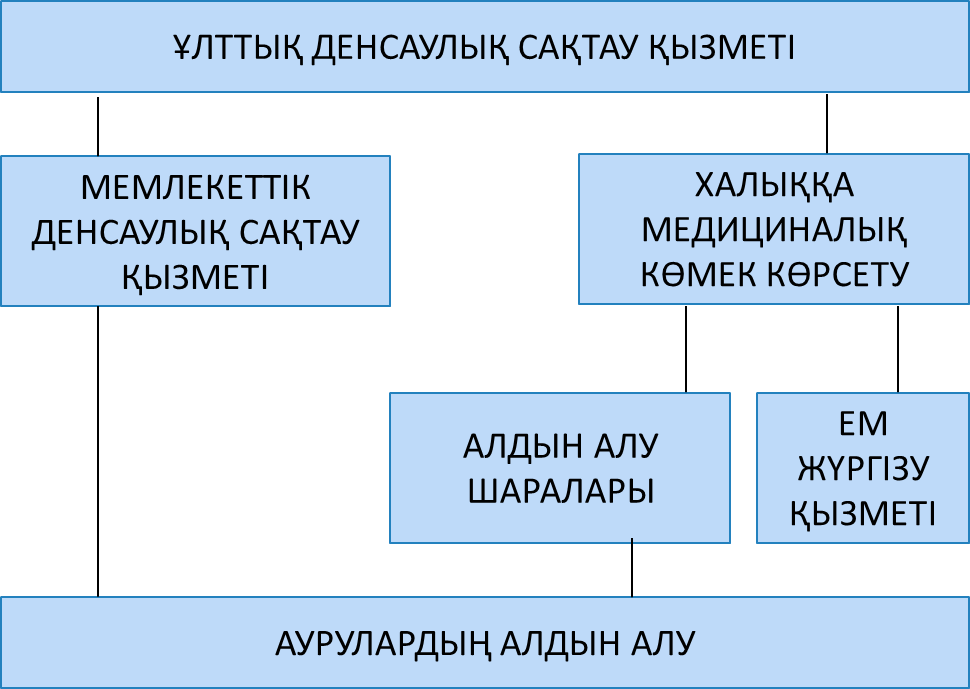 ҰЛТТЫҚ ДЕНСАУЛЫҚ САҚТАУ ҚЫЗМЕТІ
МЕМЛЕКЕТТІК
ДЕНСАУЛЫҚ САҚТАУ
ҚЫЗМЕТІ
ХАЛЫҚҚА
МЕДИЦИНАЛЫҚ
КӨМЕК КӨРСЕТУ
АЛДЫН АЛУ
ШАРАЛАРЫ
ЕМ
ЖҮРГІЗУ
ҚЫЗМЕТІ
АУРУЛАРДЫҢ АЛДЫН АЛУ